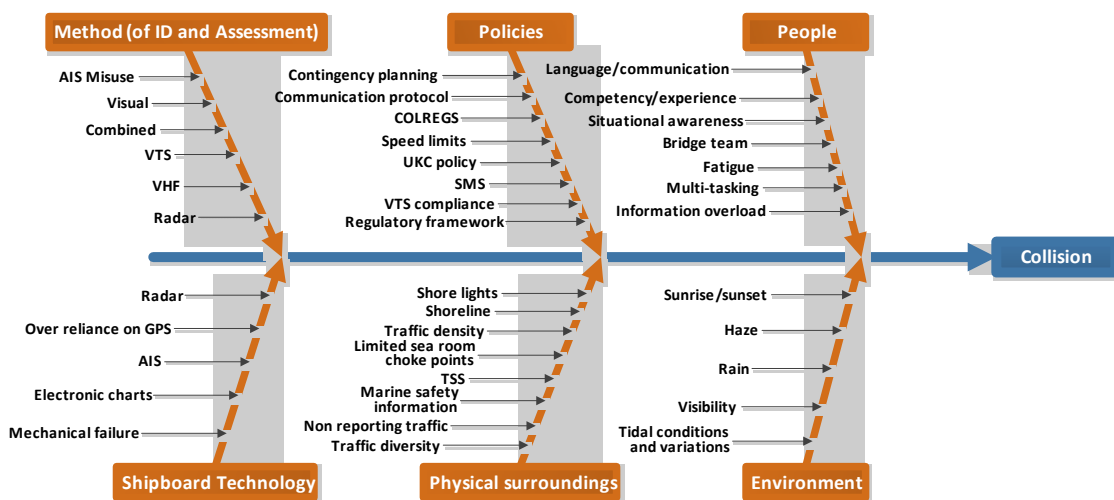 Method (of ID and Assessment)
AIS Misuse
Visual
Combined
VTS
VHF
Radar
Policies
Contingency planning
Communication protocol
COLREGS
Speed limits
UKC policy
SMS
VTS compliance
Regulatory framework
People
Language/communication
Competency/experience
Situational awareness
Bridge team
Fatigue
Multi-tasking
Information overload
Collision
Radar
Over reliance on GPS
AIS
Electronic charts
Mechanical failure
Shipboard Technology
Shore lights
Shoreline
Traffic density
Limited sea room
choke points
TSS
Marine safety
information
Non reporting traffic
Traffic diversity
Physical surroundings
Sunrise/sunset
Haze
Rain
Visibility
Tidal conditions
and variations
Environment